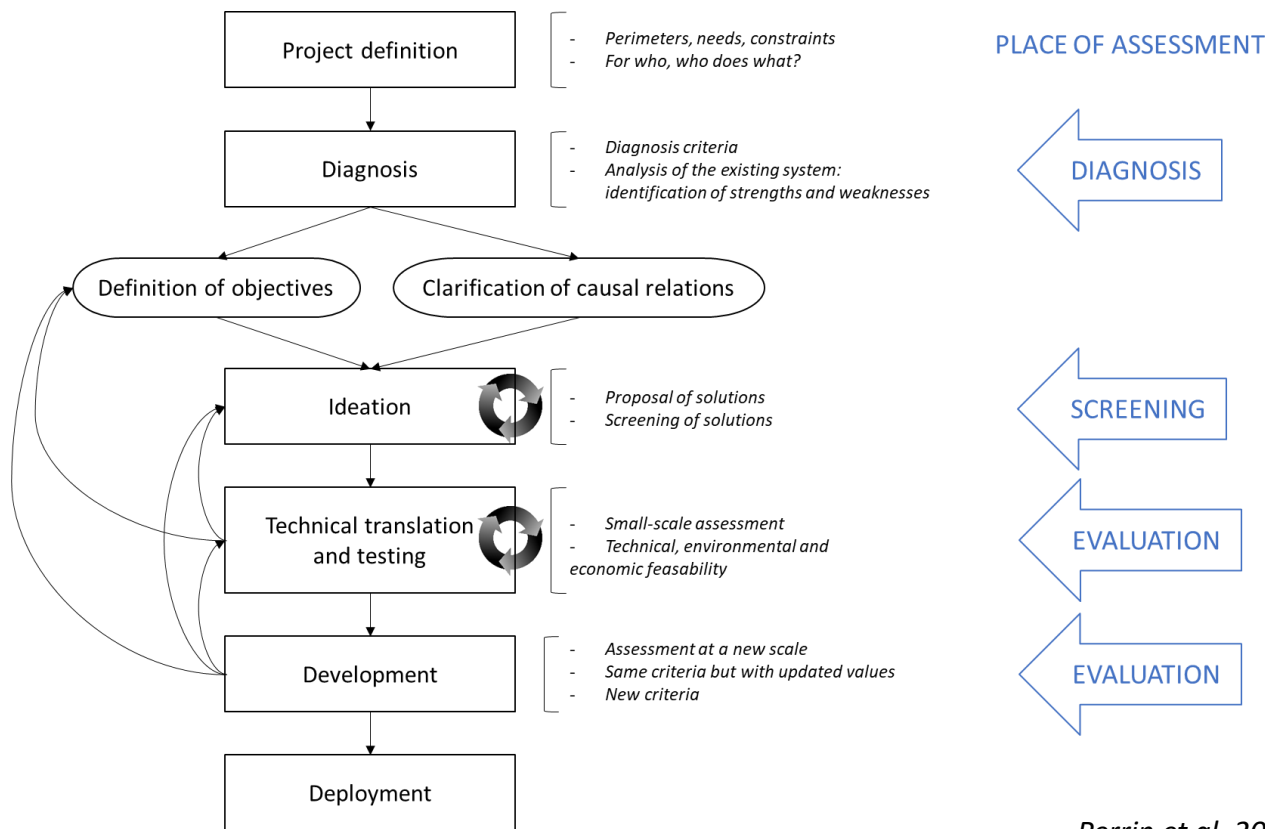 Project definition
- Perimeters, needs, constraints
- For who, who does what?
PLACE OF ASSESSMENT
Diagnosis
- Diagnosis criteria
- Analysis of the existing system:
identification of strengths and weaknesses
DIAGNOSIS
Definition of objectives
Clarification of causal relations
Ideation
- Proposal of solutions
- Screening of solutions
SCREENING
Technical translation
and testing
- Small-scale assessment
- Technical, environmental and
economic feasability
EVALUATION
Development
- Assessment at a new scale
- Same criteria but with updated values
- New criteria
EVALUATION
Deployment